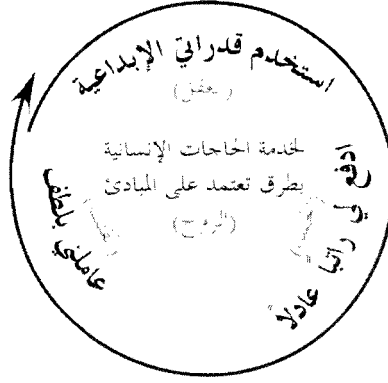 استخدم قدراتي الإبداعية
(العقل)
لخدمة الحاجات الإنسانية
بطرق تعتمد على المبادئ
(الروح)
ادفع لي راتبا عادلاً
عاملني بلطف